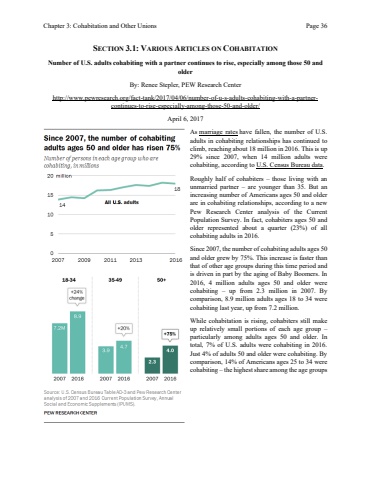 Chapter 3: Cohabitation and Other Unions Page 36
SECTION 3.1: VARIOUS ARTICLES ON COHABITATION
Number of U.S. adults cohabiting with a partner continues to rise, especially among those 50 and
older
By: Renee Stepler, PEW Research Center
http://www.pewresearch.org/fact-tank/2017/04/06/number-of-u-s-adults-cohabiting-with-a-partner-
continues-to-rise-especially-among-those-50-and-older/
April 6, 2017
Since 2007, the number of cohabiting
adults ages 50 and older has risen 75%
Number of persons in each age group who are
cohabiting, in millions
20 million
18
15
14
All U.S. adults
10
5
0
2007 2009 2011 2013 2016
18-34 35-49 50+
+24%
change
+20%
+75%
7.2M 8.9
4.7
2.3 4.0
2007 2016 2007 2016 2007 2016
Source: U.S. Census Bureau Table AD-3 and Pew Research Center
analysis of 2007 and 2016 Current Population Survey, Annual
Social and Economic Supplements (IPUMS).
PEW RESEARCH CENTER
As marriage rates have fallen, the number of U.S.
adults in cohabiting relationships has continued to
climb, reaching about 18 million in 2016. This is up
29% since 2007, when 14 million adults were
cohabiting, according to U.S. Census Bureau data.
Roughly half of cohabiters – those living with an
unmarried partner – are younger than 35. But an
increasing number of Americans ages 50 and older
are in cohabiting relationships, according to a new
Pew Research Center analysis of the Current
Population Survey. In fact, cohabiters ages 50 and
older represented about a quarter (23%) of all
cohabiting adults in 2016.
Since 2007, the number of cohabiting adults ages 50
and older grew by 75%. This increase is faster than
that of other age groups during this time period and
is driven in part by the aging of Baby Boomers. In
2016, 4 million adults ages 50 and older were
cohabiting – up from 2.3 million in 2007. By
comparison, 8.9 million adults ages 18 to 34 were
cohabiting last year, up from 7.2 million.
While cohabitation is rising, cohabiters still make
up relatively small portions of each age group –
particularly among adults ages 50 and older. In
total, 7% of U.S. adults were cohabiting in 2016.
Just 4% of adults 50 and older were cohabiting. By
comparison, 14% of Americans ages 25 to 34 were
cohabiting – the highest share among the age groups